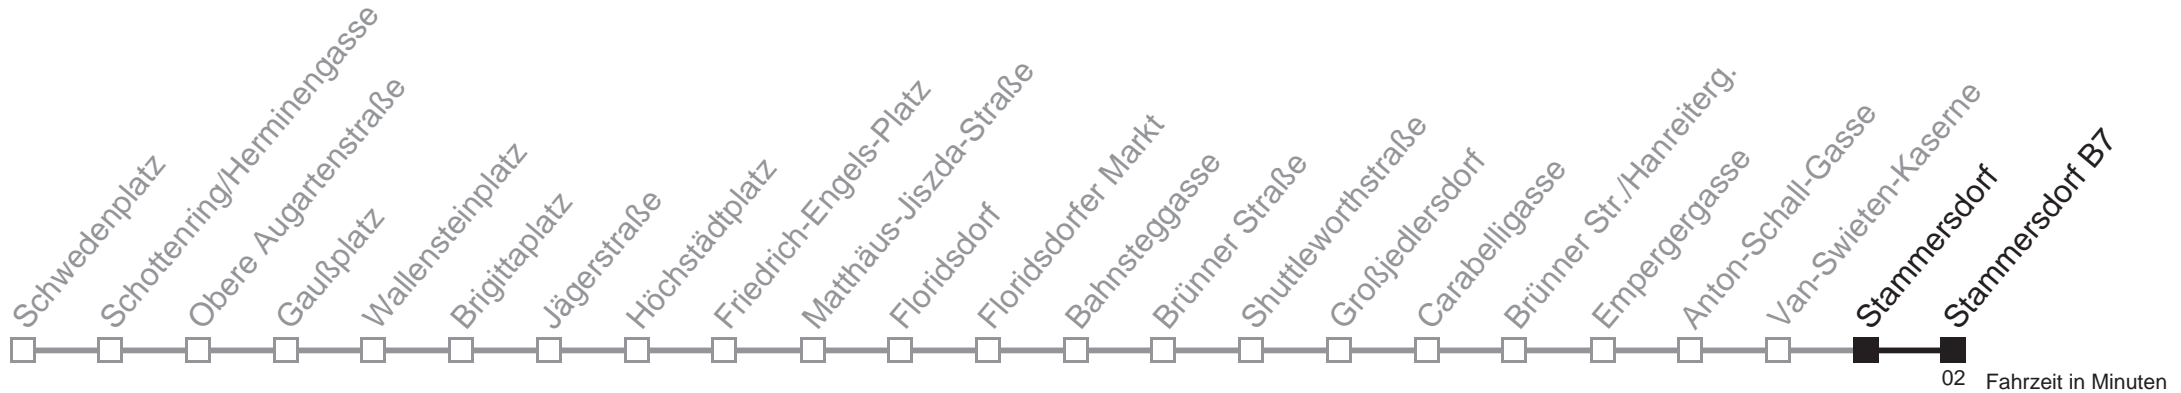 Schwedenplatz
Schottenring/Herminengasse
Obere Augartenstraße
Gaußplatz
Wallensteinplatz
Brigittaplatz
Jägerstraße
Höchstädtplatz
Friedrich-Engels-Platz
Matthäus-Jiszda-Straße
Floridsdorf
Floridsdorfer Markt
Bahnsteggasse
Brünner Straße
Shuttleworthstraße
Großjedlersdorf
Carabelligasse
Brünner Str./Hanreiterg.
Empergergasse
Anton-Schall-Gasse
Van-Swieten-Kaserne
Stammersdorf
Stammersdorf B7
02 Fahrzeit in Minuten